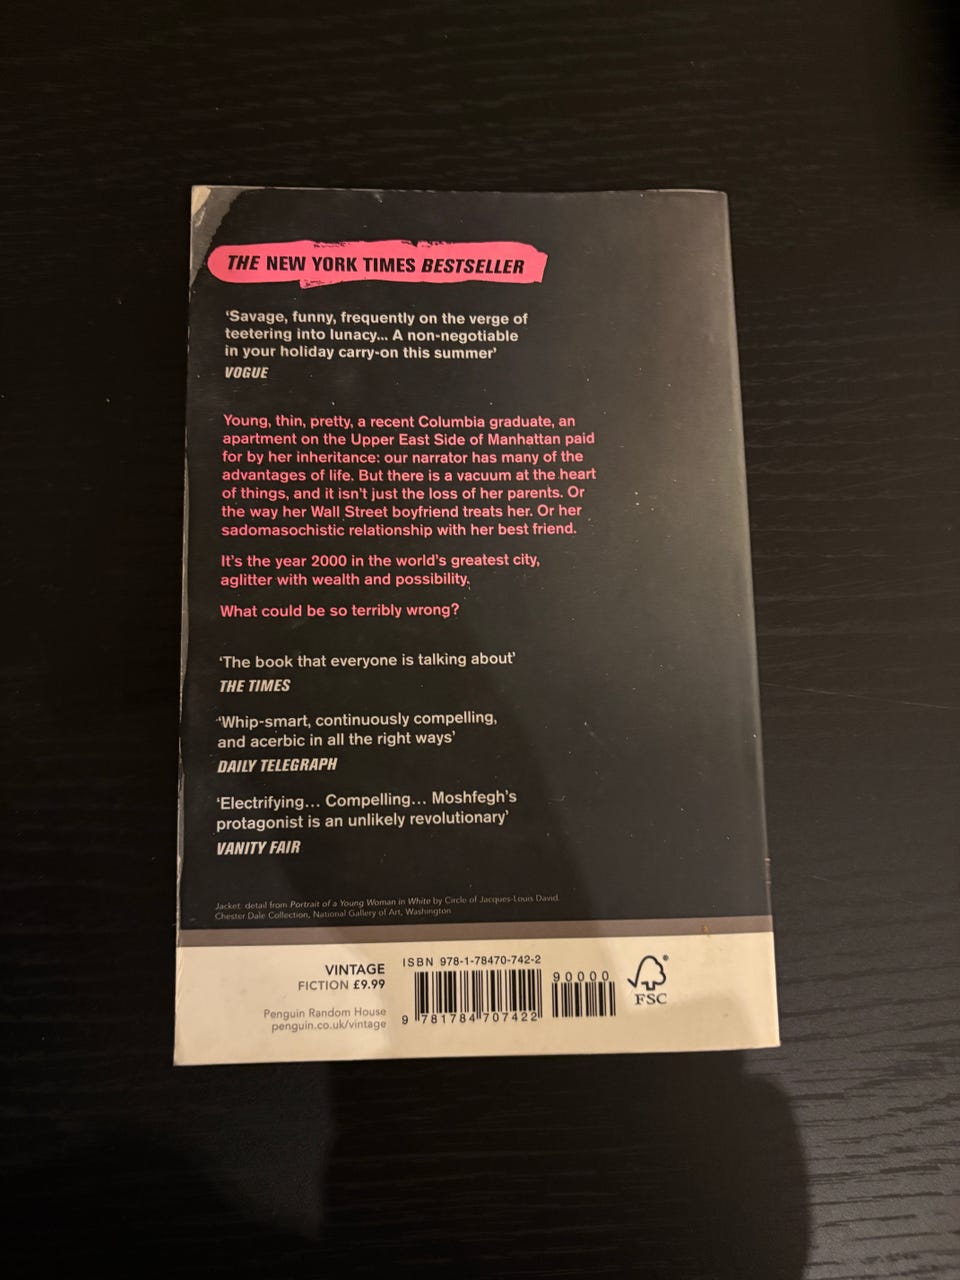 THE NEW YORK TIMES BESTSELLER
‘Savage, funny, frequently on the verge of
teetering into lunacy... A non-negotiable
in your holiday carry-on this summer’
VOGUE
Young, thin, pretty, a recent Columbia graduate, an
apartment on the Upper East Side of Manhattan paid
for by her inheritance: our narrator has many of the
advantages of life. But there is a vacuum at the heart
of things, and it isn’t just the loss of her parents. Or
the way her Wall Street boyfriend treats her. Or her
sadomasochistic relationship with her best friend.
It’s the year 2000 in the world’s greatest city,
aglitter with wealth and possibility.
What could be so terribly wrong?
‘The book that everyone is talking about’
THE TIMES
‘Whip-smart, continuously compelling,
and acerbic in all the right ways’
DAILY TELEGRAPH
‘Electrifying... Compelling... Moshfegh’s
protagonist is an unlikely revolutionary’
VANITY FAIR
Jacket: detail from Portrait of a Young Woman in White by Circle of Jacques-Louis David.
Chester Dale Collection, National Gallery of Art, Washington
VINTAGE
FICTION £9.99
Penguin Random House
penguin.co.uk/vintage
ISBN 978-1-78470-742-2
90000
9 781784 707422
FSC®